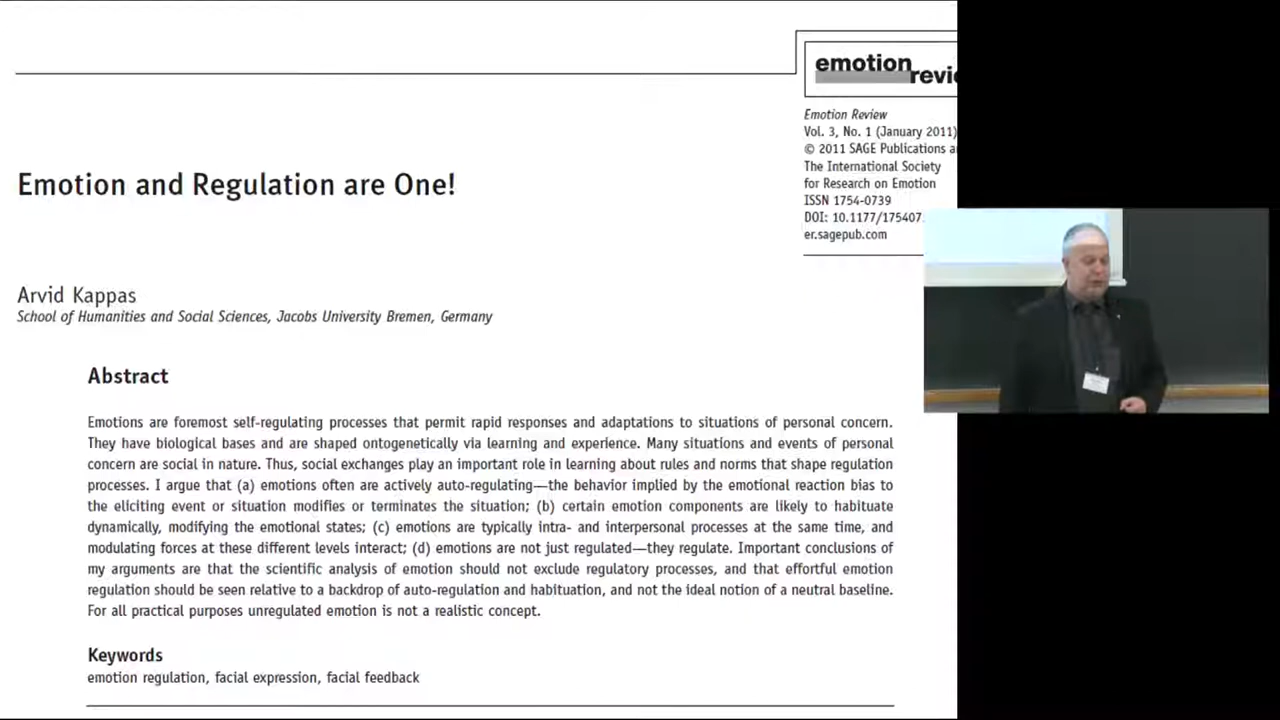 emotion
Emotion Review
Vol. 3, No. 1 (January 2011)
© 2011 SAGE Publications
The International Society
for Research on Emotion
ISSN 1754-0739
DOI: 10.1177/175407
er.sagepub.com
Emotion and Regulation are One!
Arvid Kappas
School of Humanities and Social Sciences, Jacobs University Bremen, Germany
Abstract
Emotions are foremost self-regulating processes that permit rapid responses and adaptations to situations of personal concern.
They have biological bases and are shaped ontogenetically via learning and experience. Many situations and events of personal
concern are social in nature. Thus, social exchanges play an important role in learning about rules and norms that shape regulation
processes. I argue that (a) emotions often are actively auto-regulating—the behavior implied by the emotional reaction bias to
the eliciting event or situation modifies or terminates the situation; (b) certain emotion components are likely to habituate
dynamically, modifying the emotional states; (c) emotions are typically intra- and interpersonal processes at the same time, and
modulating forces at these different levels interact; (d) emotions are not just regulated—they regulate. Important conclusions of
my arguments are that the scientific analysis of emotion should not exclude regulatory processes, and that effortful emotion
regulation should be seen relative to a backdrop of auto-regulation and habituation, and not the ideal notion of a neutral baseline.
For all practical purposes unregulated emotion is not a realistic concept.
Keywords
emotion regulation, facial expression, facial feedback